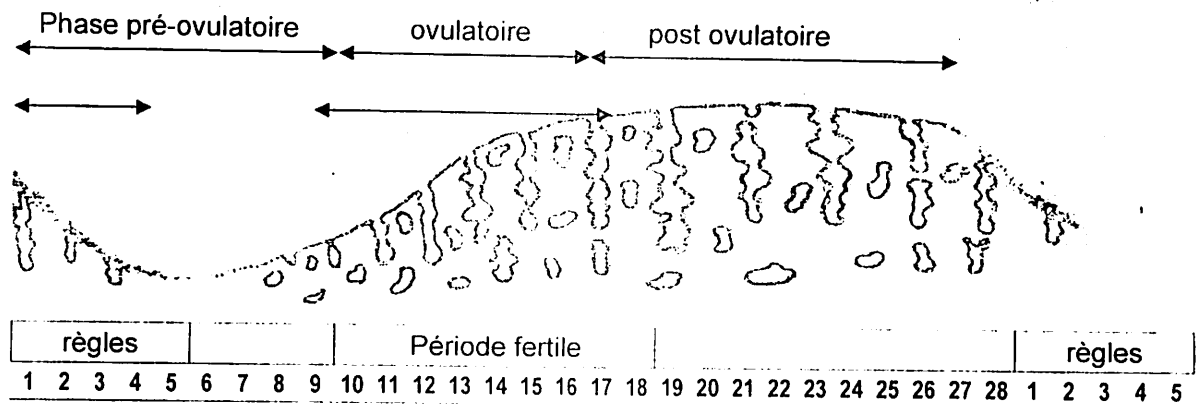 Phase pré-ovulatoire ovulatoire post ovulatoire
règles Période fertile règles
1 2 3 4 5 6 7 8 9 10 11 12 13 14 15 16 17 18 19 20 21 22 23 24 25 26 27 28 1 2 3 4 5